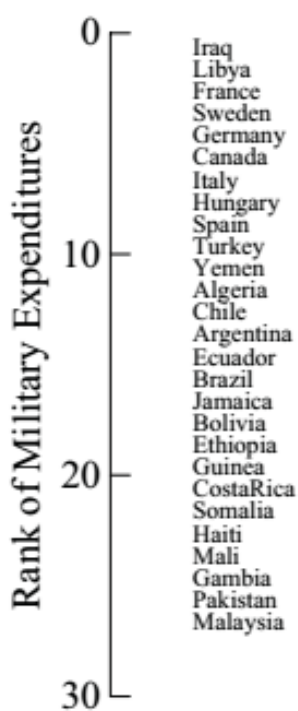 Rank of Military Expenditures
0
10
20
30
Iraq
Libya
France
Sweden
Germany
Canada
Italy
Hungary
Spain
Turkey
Yemen
Algeria
Chile
Argentina
Ecuador
Brazil
Jamaica
Bolivia
Ethiopia
Guinea
CostaRica
Somalia
Haiti
Mali
Gambia
Pakistan
Malaysia